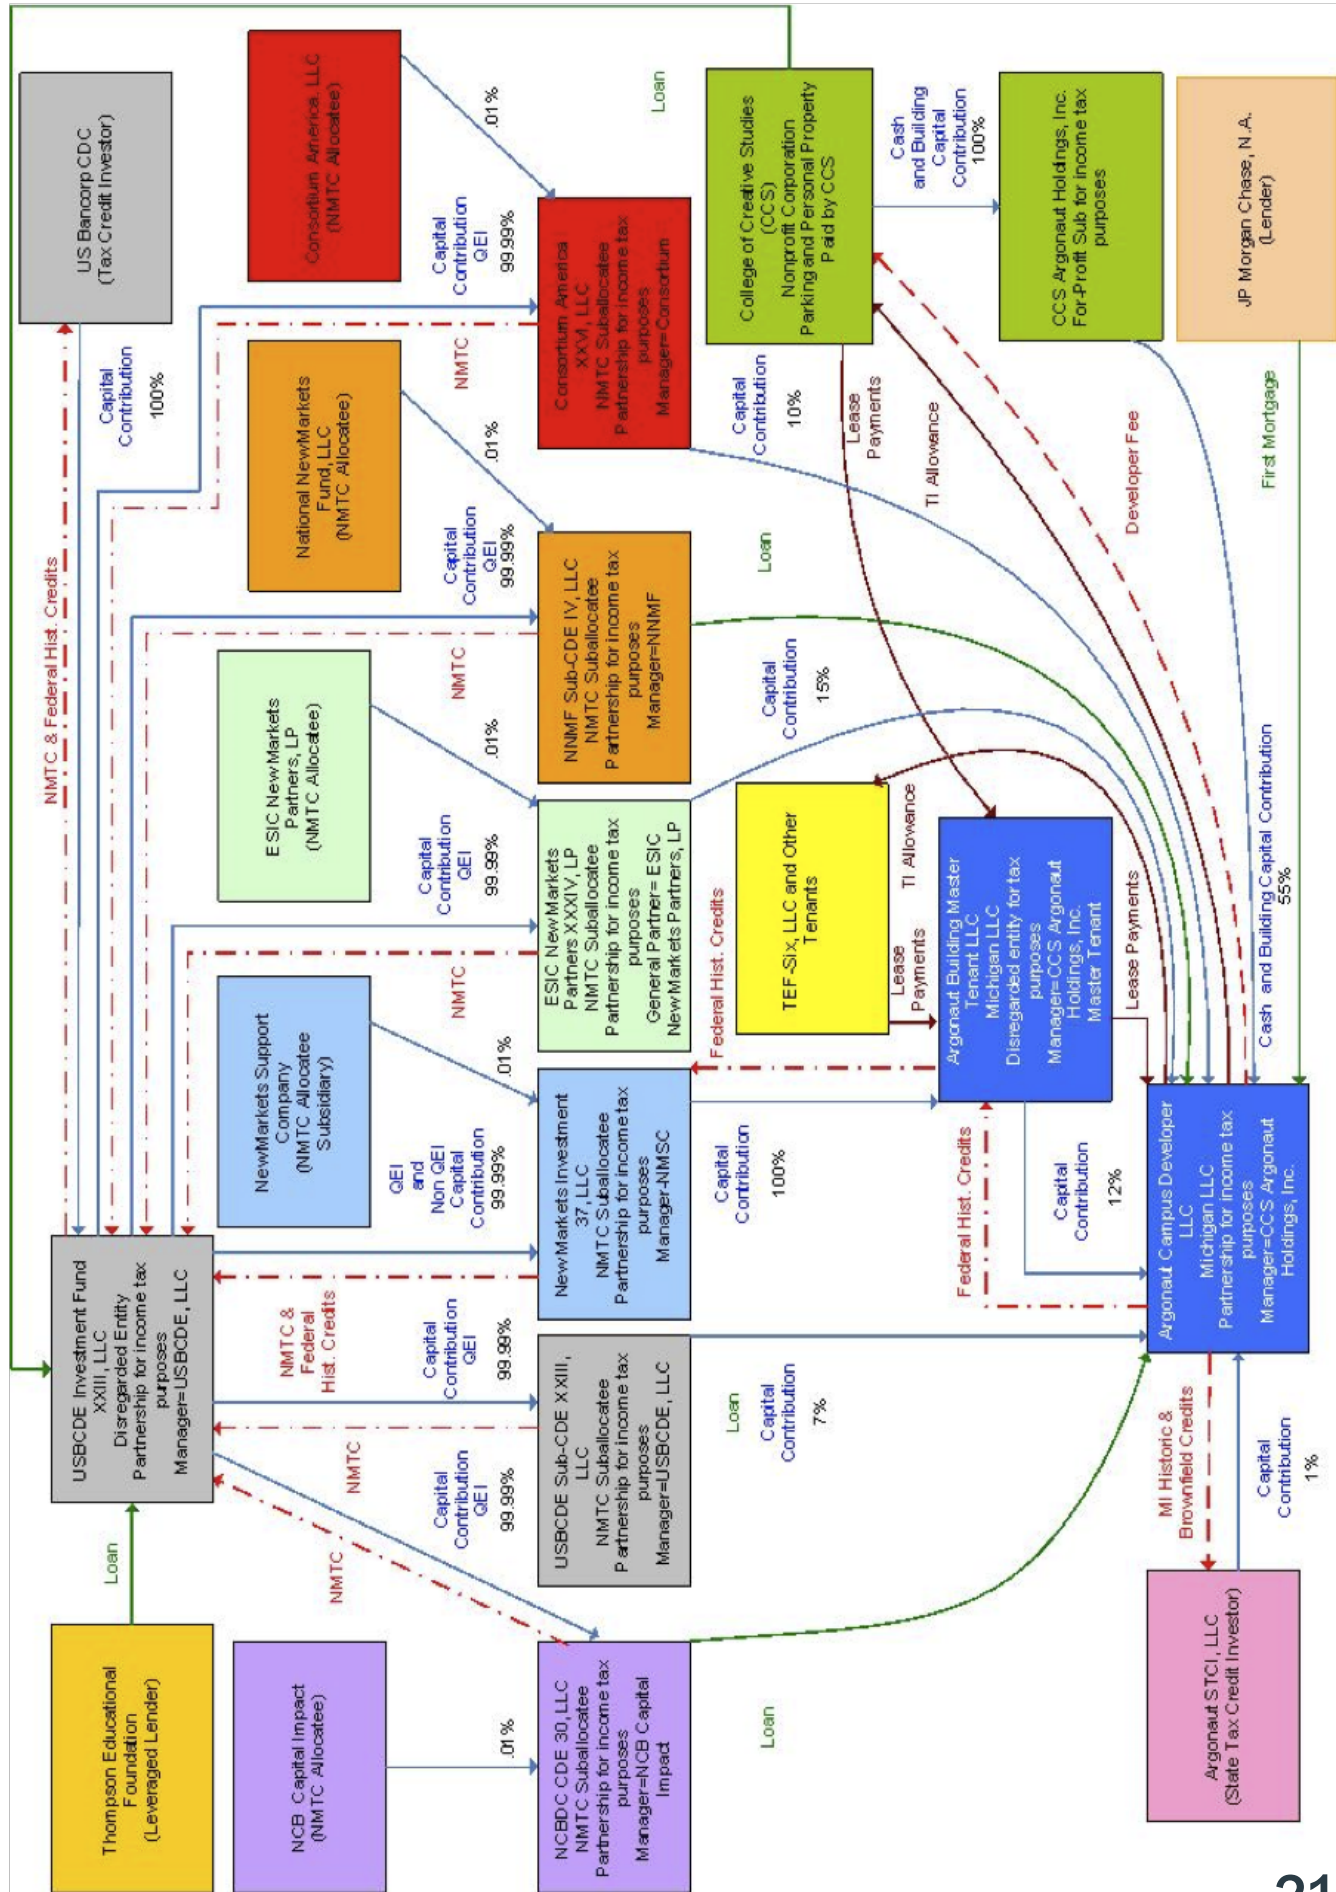 Thompson Educational
Foundation
(Leveraged Lender)
Loan
USBCDE Investment Fund
XXIII, LLC
Disregarded Entity
Partnership for income tax
purposes
Manager=USBCDE, LLC
NMTC & Federal Hist. Credits
Capital
Contribution
100%
US Bancorp CDC
(Tax Credit Investor)
NCB Capital Impact
(NMTC Allocatee)
NewMarkets Support
Company
(NMTC Allocatee
Subsidiary)
ESIC New Markets
Partners, LP
(NMTC Allocatee)
National NewMarkets
Fund, LLC
(NMTC Allocatee)
Consortium America, LLC
(NMTC Allocatee)
.01%
NMTC
Capital
Contribution
QEI
99.99%
NMTC
Capital
Contribution
QEI
99.99%
NMTC &
Federal
Hist. Credits
QEI
and
Non QEI
Capital
Contribution
99.99%
.01%
NMTC
Capital
Contribution
QEI
99.99%
.01%
NMTC
Capital
Contribution
QEI
99.99%
.01%
NMTC
Capital
Contribution
QEI
99.99%
.01%
NCBDC CDE 30, LLC
NMTC Suballocatee
Partnership for income tax
purposes
Manager=NCB Capital
Impact
USBCDE Sub-CDE XXIII,
LLC
NMTC Suballocatee
Partnership for income tax
purposes
Manager=USBCDE, LLC
New Markets Investment
37, LLC
NMTC Suballocatee
Partnership for income tax
purposes
Manager-NMSC
ESIC New Markets
Partners XXXIV, LP
NMTC Suballocatee
Partnership for income tax
purposes
General Partner= ESIC
New Markets Partners, LP
NNMF Sub-CDE IV, LLC
NMTC Suballocatee
Partnership for income tax
purposes
Manager=NNMF
Consortium America
XXVI, LLC
NMTC Suballocatee
Partnership for income tax
purposes
Manager=Consortium
Loan
Loan
Loan
Capital
Contribution
7%
Capital
Contribution
100%
Federal Hist. Credits
Capital
Contribution
15%
Loan
Capital
Contribution
10%
College of Creative Studies
(CCS)
Nonprofit Corporation
Parking and Personal Property
Paid by CCS
TEF-Six, LLC and Other
Tenants
Lease
Payments
TI Allowance
Lease
Payments
TI Allowance
Cash
and Building
Capital
Contribution
100%
Argonaut Building Master
Tenant LLC
Michigan LLC
Disregarded entity for tax
purposes
Manager=CCS Argonaut
Holdings, Inc.
Master Tenant
Federal Hist. Credits
Capital
Contribution
12%
Lease Payments
Developer Fee
CCS Argonaut Holdings, Inc.
For-Profit Sub for income tax
purposes
Argonaut STCI, LLC
(State Tax Credit Investor)
MI Historic &
Brownfield Credits
Capital
Contribution
1%
Argonaut Campus Developer
LLC
Michigan LLC
Partnership for income tax
purposes
Manager=CCS Argonaut
Holdings, Inc.
Cash and Building Capital Contribution
55%
First Mortgage
JP Morgan Chase, N.A.
(Lender)